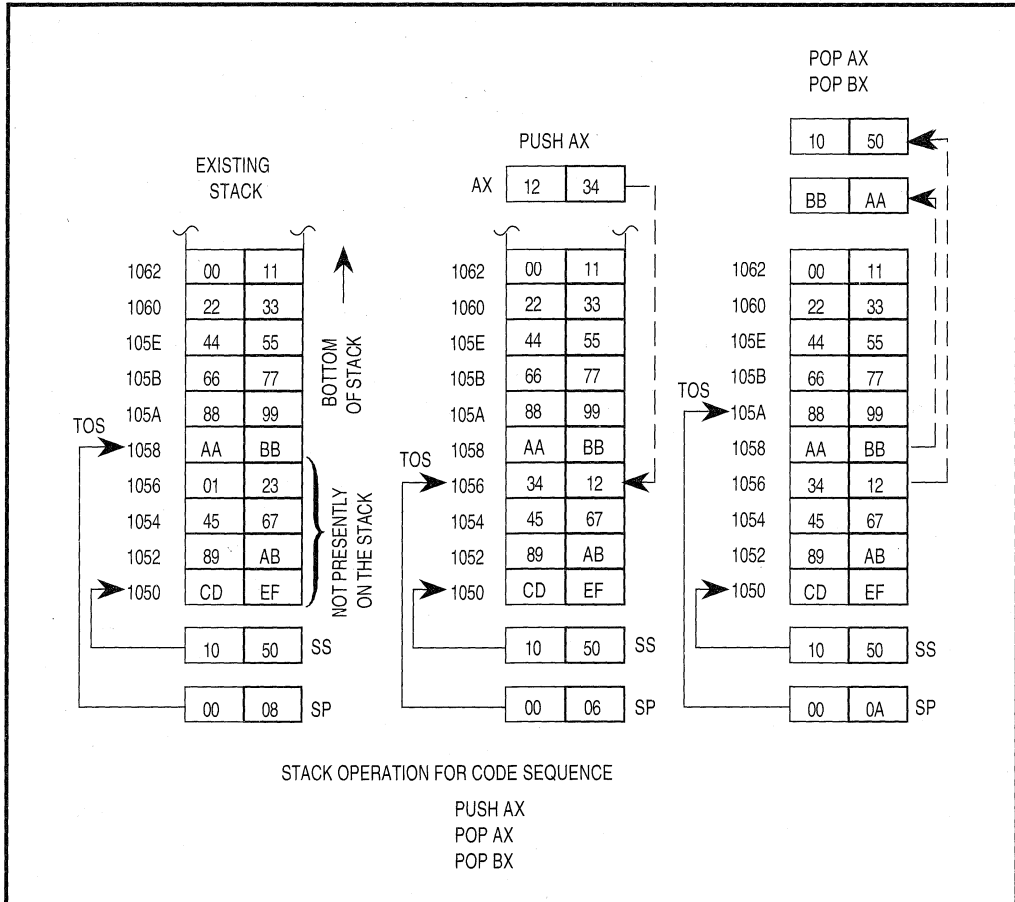 POP AX
POP BX
10 50
BB AA
PUSH AX
AX 12 34
EXISTING
STACK
1062 00 11
1060 22 33
105E 44 55
105B 66 77
105A 88 99
TOS
1058 AA BB
1056 01 23
1054 45 67
1052 89 AB
1050 CD EF
BOTTOM
OF STACK
NOT PRESENTLY
ON THE STACK
10 50 SS
00 08 SP
1062 00 11
1060 22 33
105E 44 55
105B 66 77
105A 88 99
1058 AA BB
TOS
1056 34 12
1054 45 67
1052 89 AB
1050 CD EF
10 50 SS
00 06 SP
1062 00 11
1060 22 33
105E 44 55
105B 66 77
TOS
105A 88 99
1058 AA BB
1056 34 12
1054 45 67
1052 89 AB
1050 CD EF
10 50 SS
00 0A SP
STACK OPERATION FOR CODE SEQUENCE
PUSH AX
POP AX
POP BX